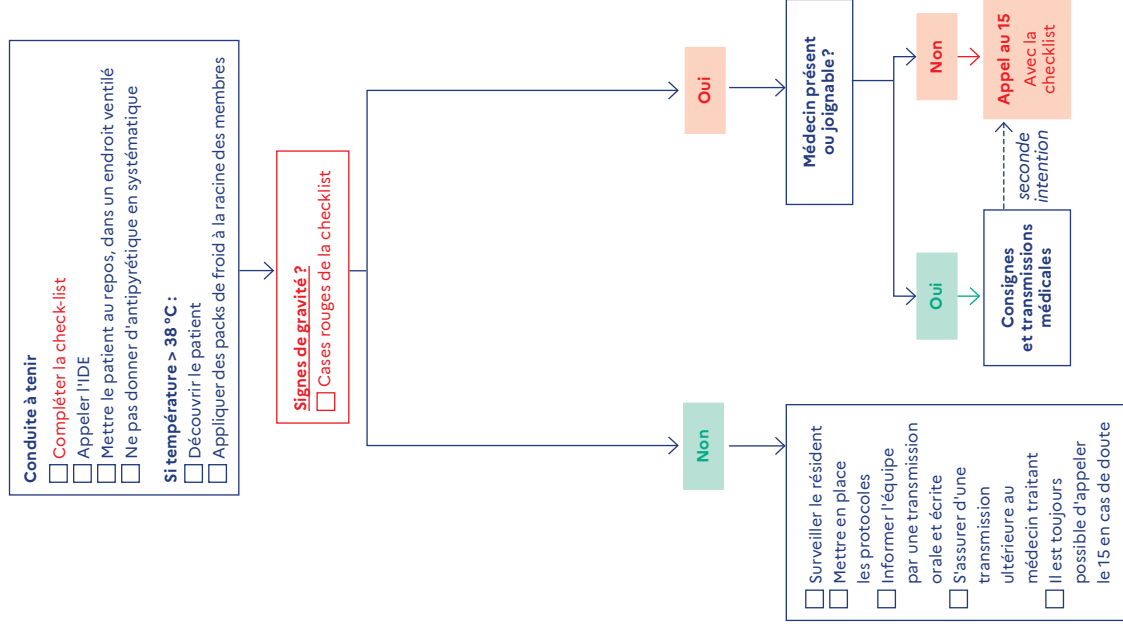 Conduite à tenir
Compléter la check-list
Appeler l'IDE
Mettre le patient au repos, dans un endroit ventilé
Ne pas donner d'antipyrétique en systématique
Si température > 38 °C :
Découvrir le patient
Appliquer des packs de froid à la racine des membres
Signes de gravité ?
Cases rouges de la checklist
Non
Surveiller le résident
Mettre en place
les protocoles
Informer l'équipe
par une transmission
orale et écrite
S'assurer d'une
transmission
ultérieure au
médecin traitant
Il est toujours
possible d'appeler
le 15 en cas de doute
Oui
Médecin présent
ou joignable ?
Oui
Consignes
et transmissions
médicales
seconde
intention
Non
Appel au 15
Avec la
checklist